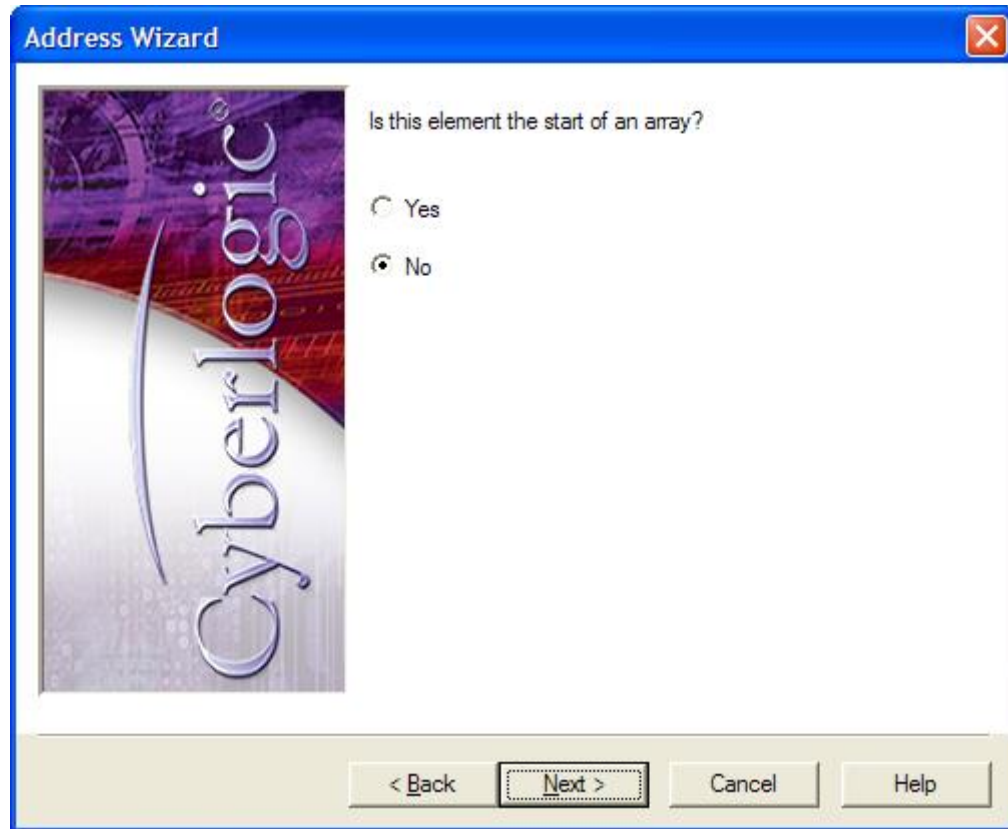 Address Wizard
Cyberlogic®
Is this element the start of an array?
Yes
No
< Back
Next >
Cancel
Help